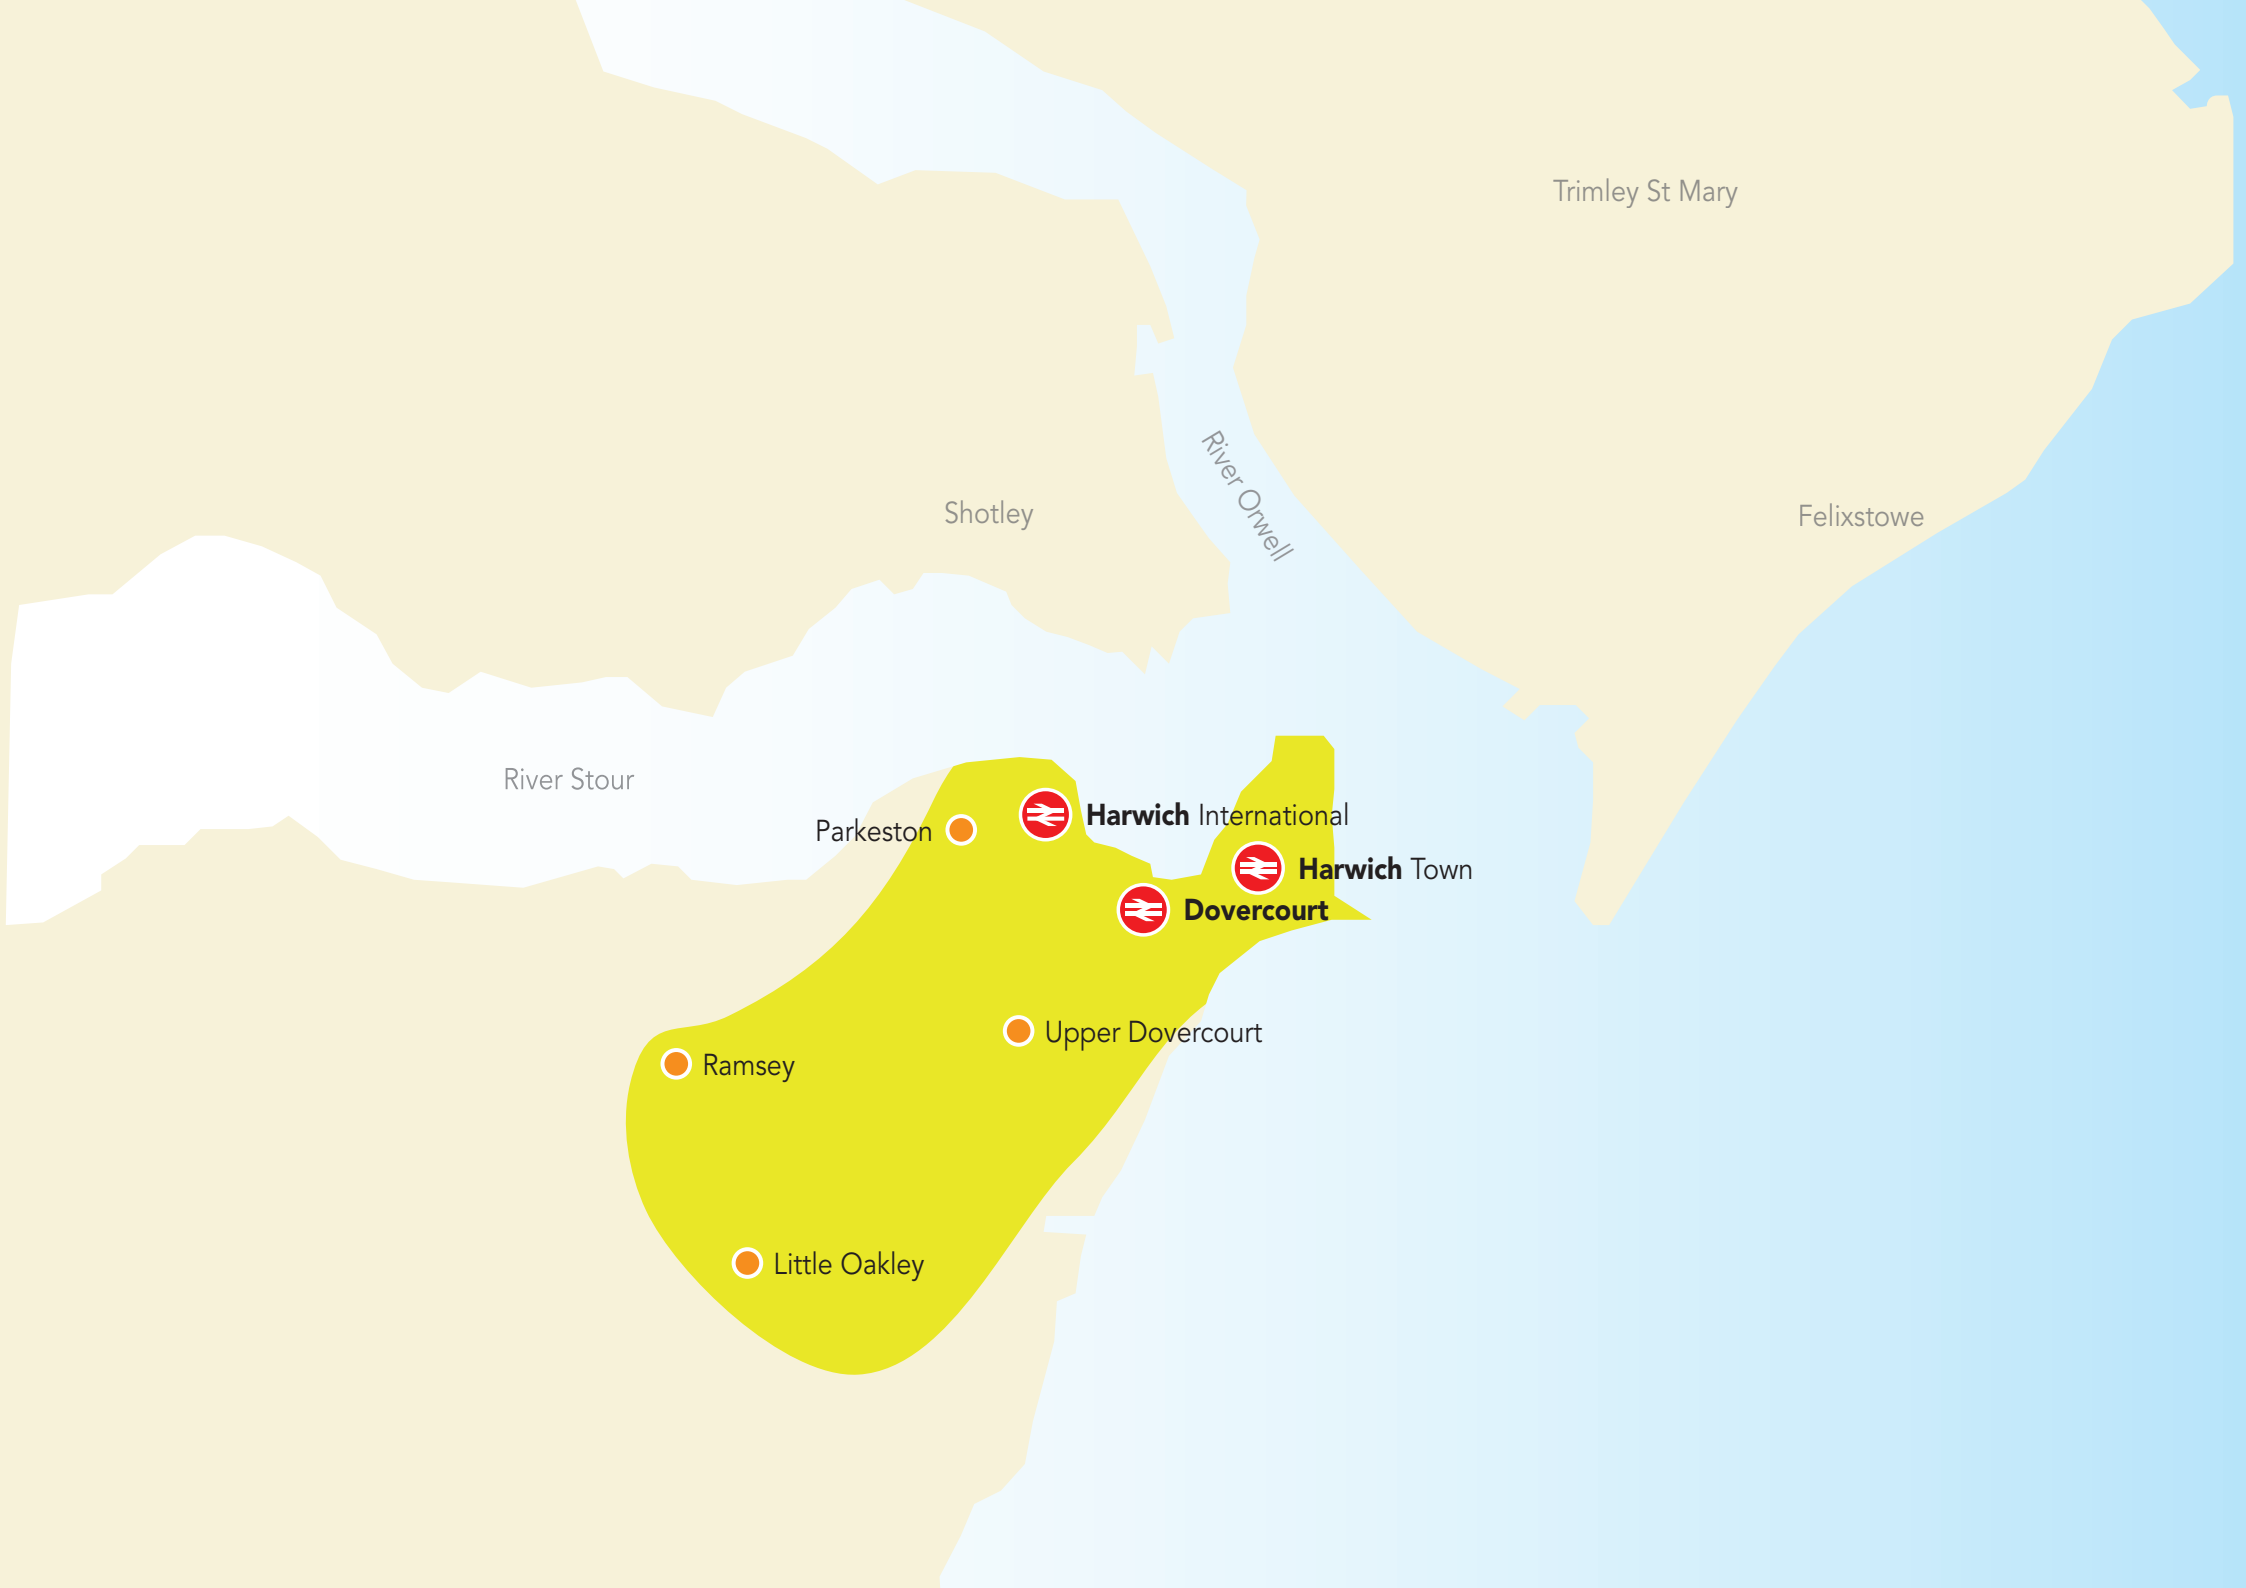 Trimley St Mary
River Orwell
Shotley
Felixstowe
River Stour
Harwich International
Parkeston
Harwich Town
Dovercourt
Upper Dovercourt
Ramsey
Little Oakley